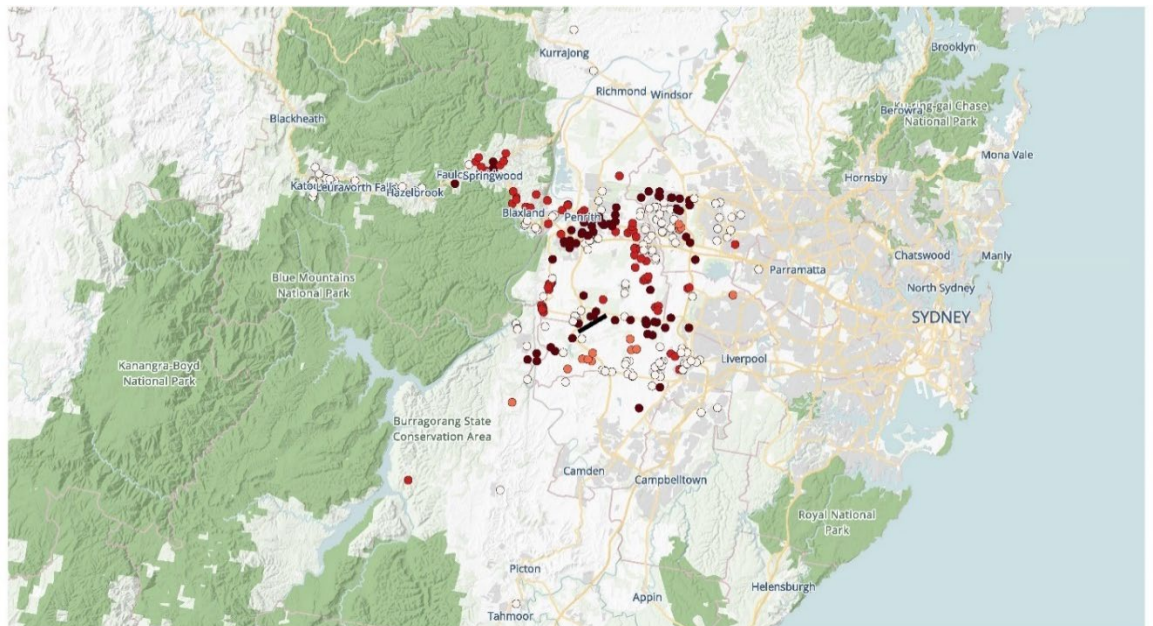 Brooklyn
Kurrajong
Richmond
Windsor
Berowra
Ku-ring-gai Chase
National Park
Blackheath
Mona Vale
Springwood
Hornsby
Hazelbrook
Blaxland
Penrith
Chatswood
Manly
Parramatta
Blue Mountains
National Park
North Sydney
SYDNEY
Liverpool
Kanangra-Boyd
National Park
Burragorang State
Conservation Area
Camden
Campbelltown
Royal National
Park
Picton
Helensburgh
Appin
Tahmoor